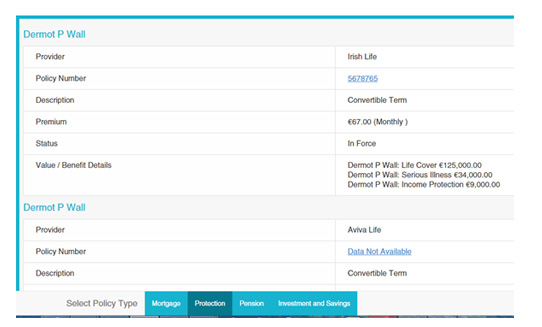 Dermot P Wall
Provider Irish Life
Policy Number 5678765
Description Convertible Term
Premium €67.00 (Monthly )
Status In Force
Value / Benefit Details Dermot P Wall: Life Cover €125,000.00
Dermot P Wall: Serious Illness €34,000.00
Dermot P Wall: Income Protection €9,000.00
Dermot P Wall
Provider Aviva Life
Policy Number Data Not Available
Description Convertible Term
Select Policy Type Mortgage Protection Pension Investment and Savings